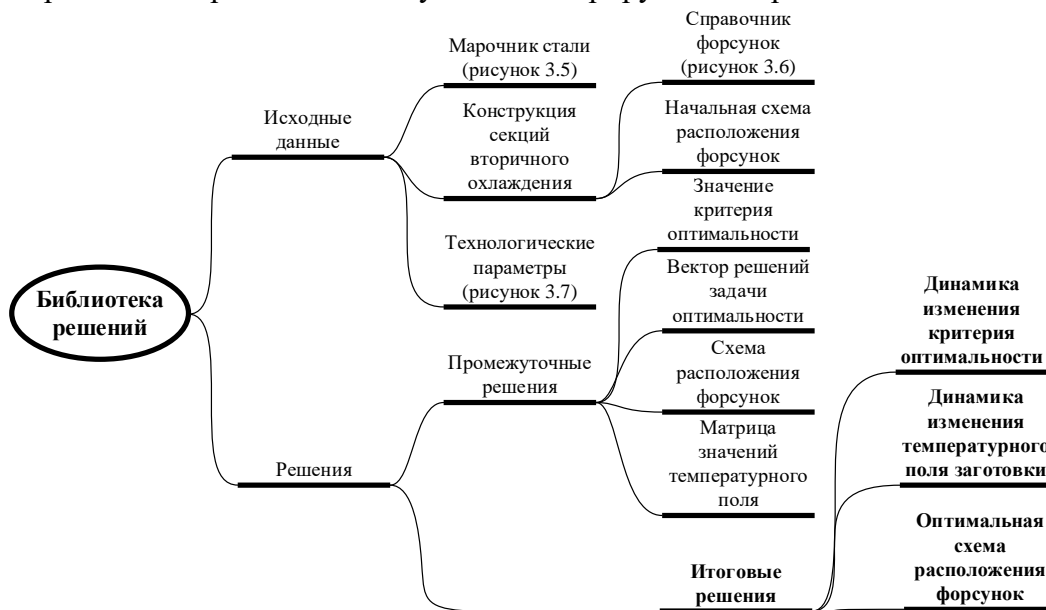 Справочник
форсунок
(рисунок 3.6)
Марочник стали
(рисунок 3.5)
Исходные
данные
Конструкция
секций
вторичного
охлаждения
Начальная схема
расположения
форсунок
Значение
критерия
оптимальности
Технологические
параметры
(рисунок 3.7)
Вектор решений
задачи
оптимальности
Библиотека
решений
Динамика
изменения
критерия
оптимальности
Промежуточные
решения
Схема
расположения
форсунок
Динамика
изменения
температурного
поля заготовки
Матрица
значений
температурного
поля
Решения
Итоговые
решения
Оптимальная
схема
расположения
форсунок